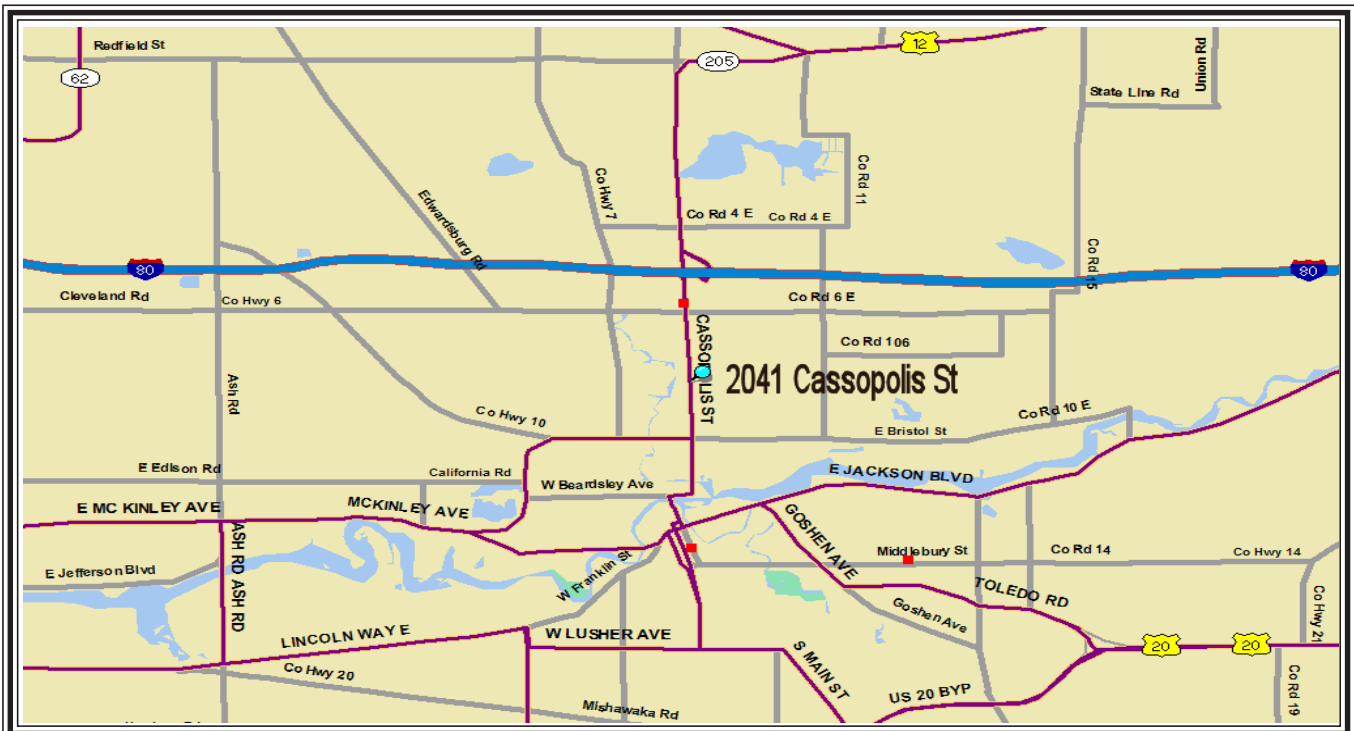 Redfield St
12
205
62
Union Rd
State Line Rd
Co Rd 11
Co Hwy 7
Edwardsburg Rd
Co Rd 4 E
Co Rd 4 E
Co Rd 15
80
80
Cleveland Rd
Co Hwy 6
Co Rd 6 E
CASSOPOLIS ST
Co Rd 106
2041 Cassopolis St
Ash Rd
Co Hwy 10
Co Rd 10 E
E Bristol St
E Edison Rd
California Rd
E JACKSON BLVD
W Beardsley Ave
E MC KINLEY AVE
MCKINLEY AVE
GOSHEN AVE
ASH RD ASH RD
Middlebury St
Co Rd 14
Co Hwy 14
E Jefferson Blvd
W Franklin St
TOLEDO RD
Goshen Ave
Co Hwy 21
LINCOLN WAY E
W LUSHER AVE
20
20
S MAIN ST
Co Hwy 20
US 20 BYP
Co Rd 19
Mishawaka Rd